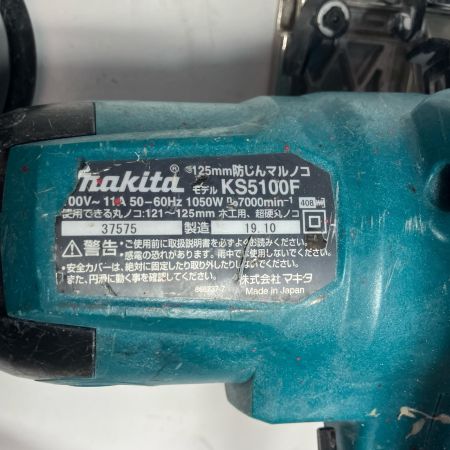 makita ® 125mm防じんマルノコ
モデル KS5100F
00V～ 11A 50-60Hz 1050W n₀7000min⁻¹ 408
使用できる丸ノコ:121～125mm 木工用、超硬丸ノコ
37575 製造 19.10
⚠警告 ・ご使用前に取扱説明書を必ずよくお読みください。
・感電の恐れがあります。雨中で使用しないでください。
・安全カバーは、絶対に固定したり取り外したりしないでください。
また、円滑に動く事を確認してください。
株式会社マキタ
Made in Japan